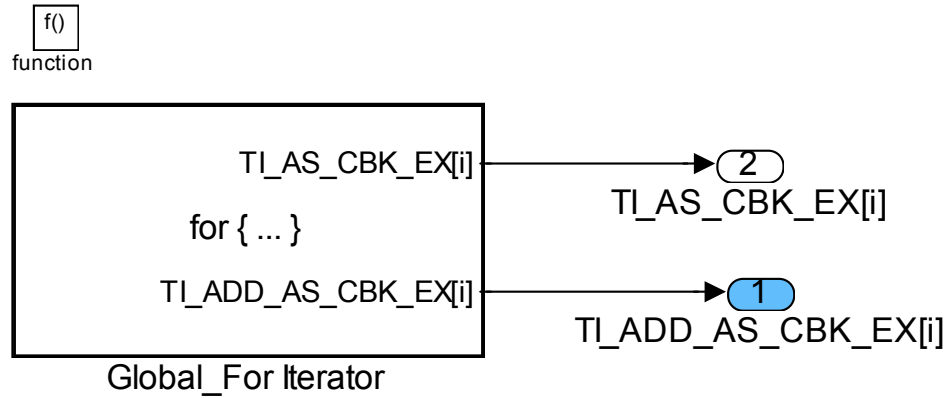 f()
function
TI_AS_CBK_EX[i]
2
TI_AS_CBK_EX[i]
for { ... }
TI_ADD_AS_CBK_EX[i]
1
TI_ADD_AS_CBK_EX[i]
Global_For Iterator